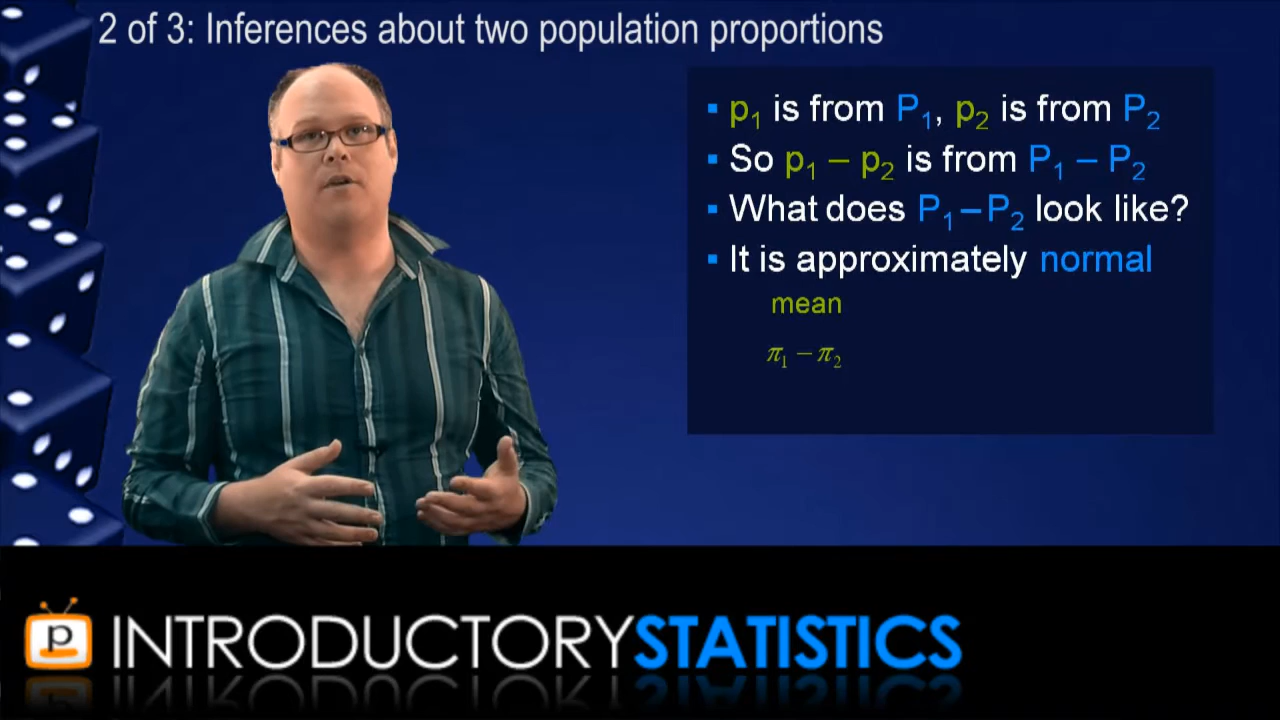 2 of 3: Inferences about two population proportions
▪ p₁ is from P₁, p₂ is from P₂
▪ So p₁ – p₂ is from P₁ – P₂
▪ What does P₁ – P₂ look like?
▪ It is approximately normal
mean
π₁ − π₂
p INTRODUCTORYSTATISTICS